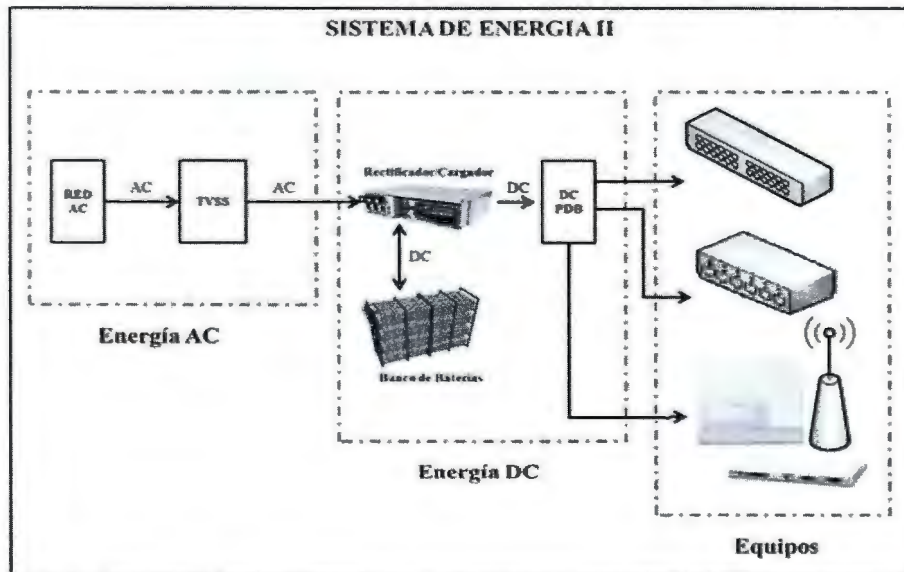 SISTEMA DE ENERGIA II
RED
AC
AC
TVSS
AC
Rectificador/Cargador
DC
DC
PDB
DC
Banco de Baterías
Energía AC
Energía DC
Equipos